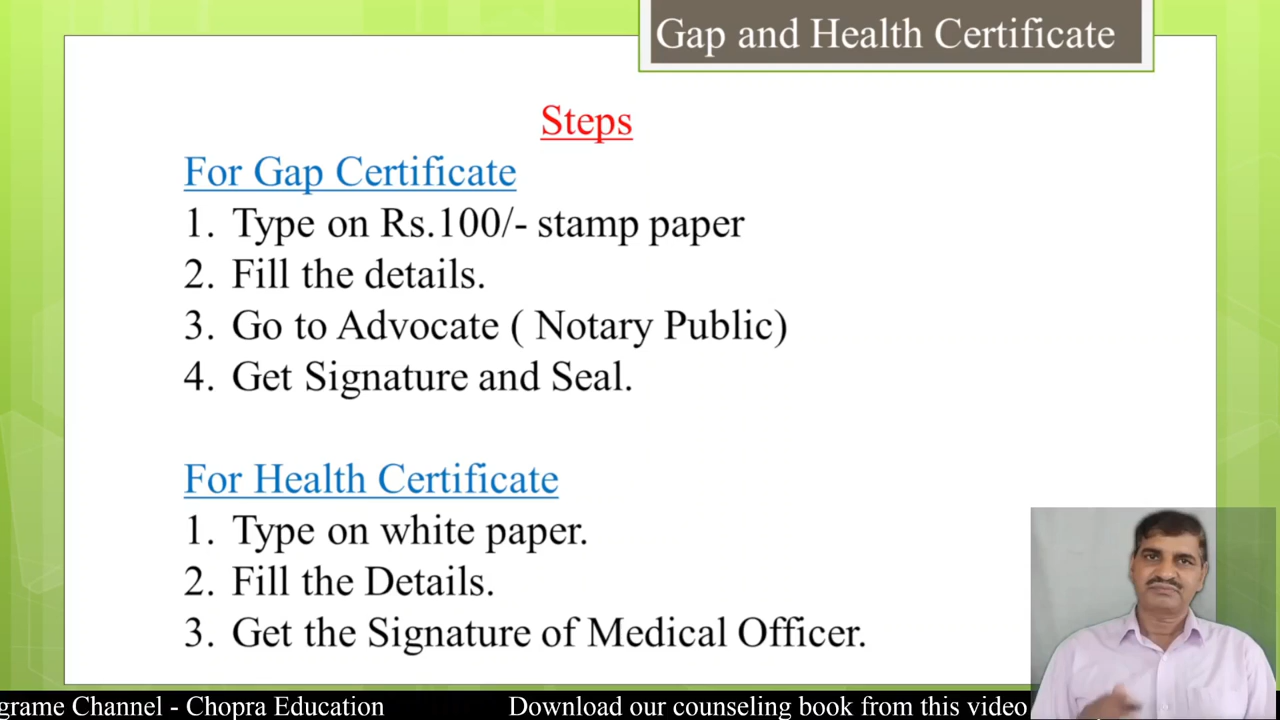 Gap and Health Certificate
Steps
For Gap Certificate
1. Type on Rs.100/- stamp paper
2. Fill the details.
3. Go to Advocate ( Notary Public)
4. Get Signature and Seal.
For Health Certificate
1. Type on white paper.
2. Fill the Details.
3. Get the Signature of Medical Officer.
grame Channel - Chopra Education Download our counseling book from this video